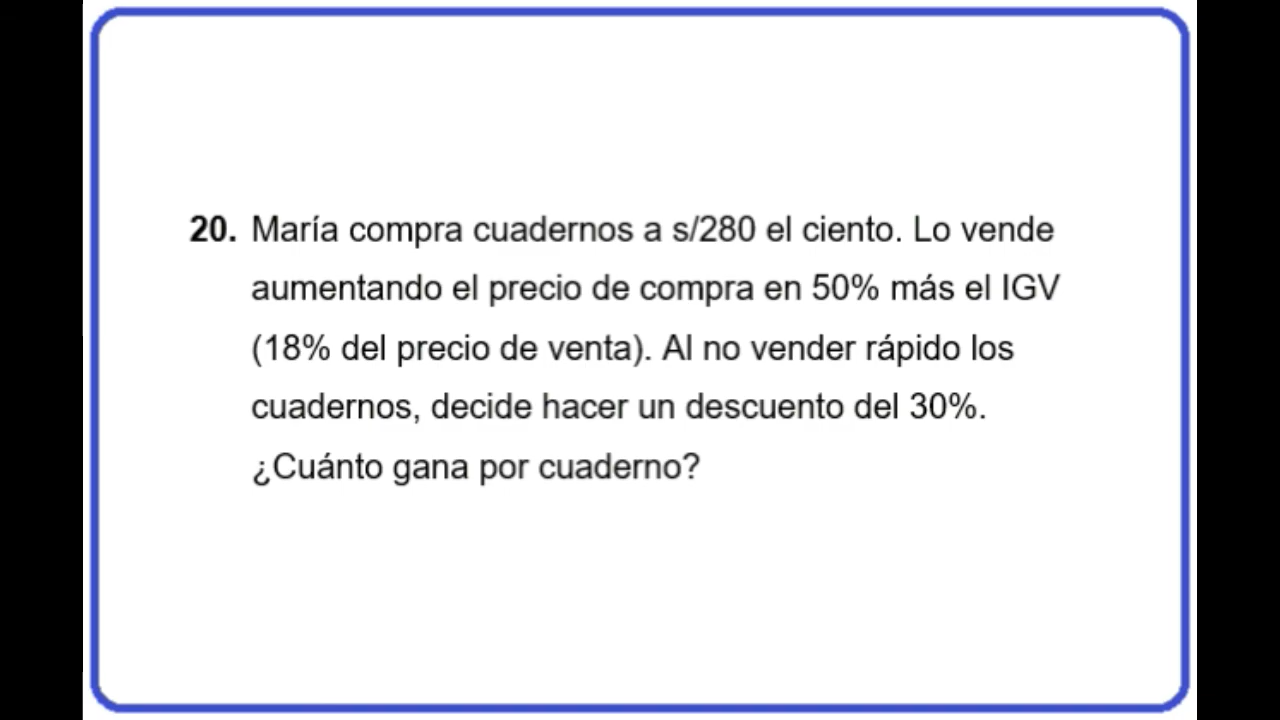 20. María compra cuadernos a s/280 el ciento. Lo vende
aumentando el precio de compra en 50% más el IGV
(18% del precio de venta). Al no vender rápido los
cuadernos, decide hacer un descuento del 30%.
¿Cuánto gana por cuaderno?